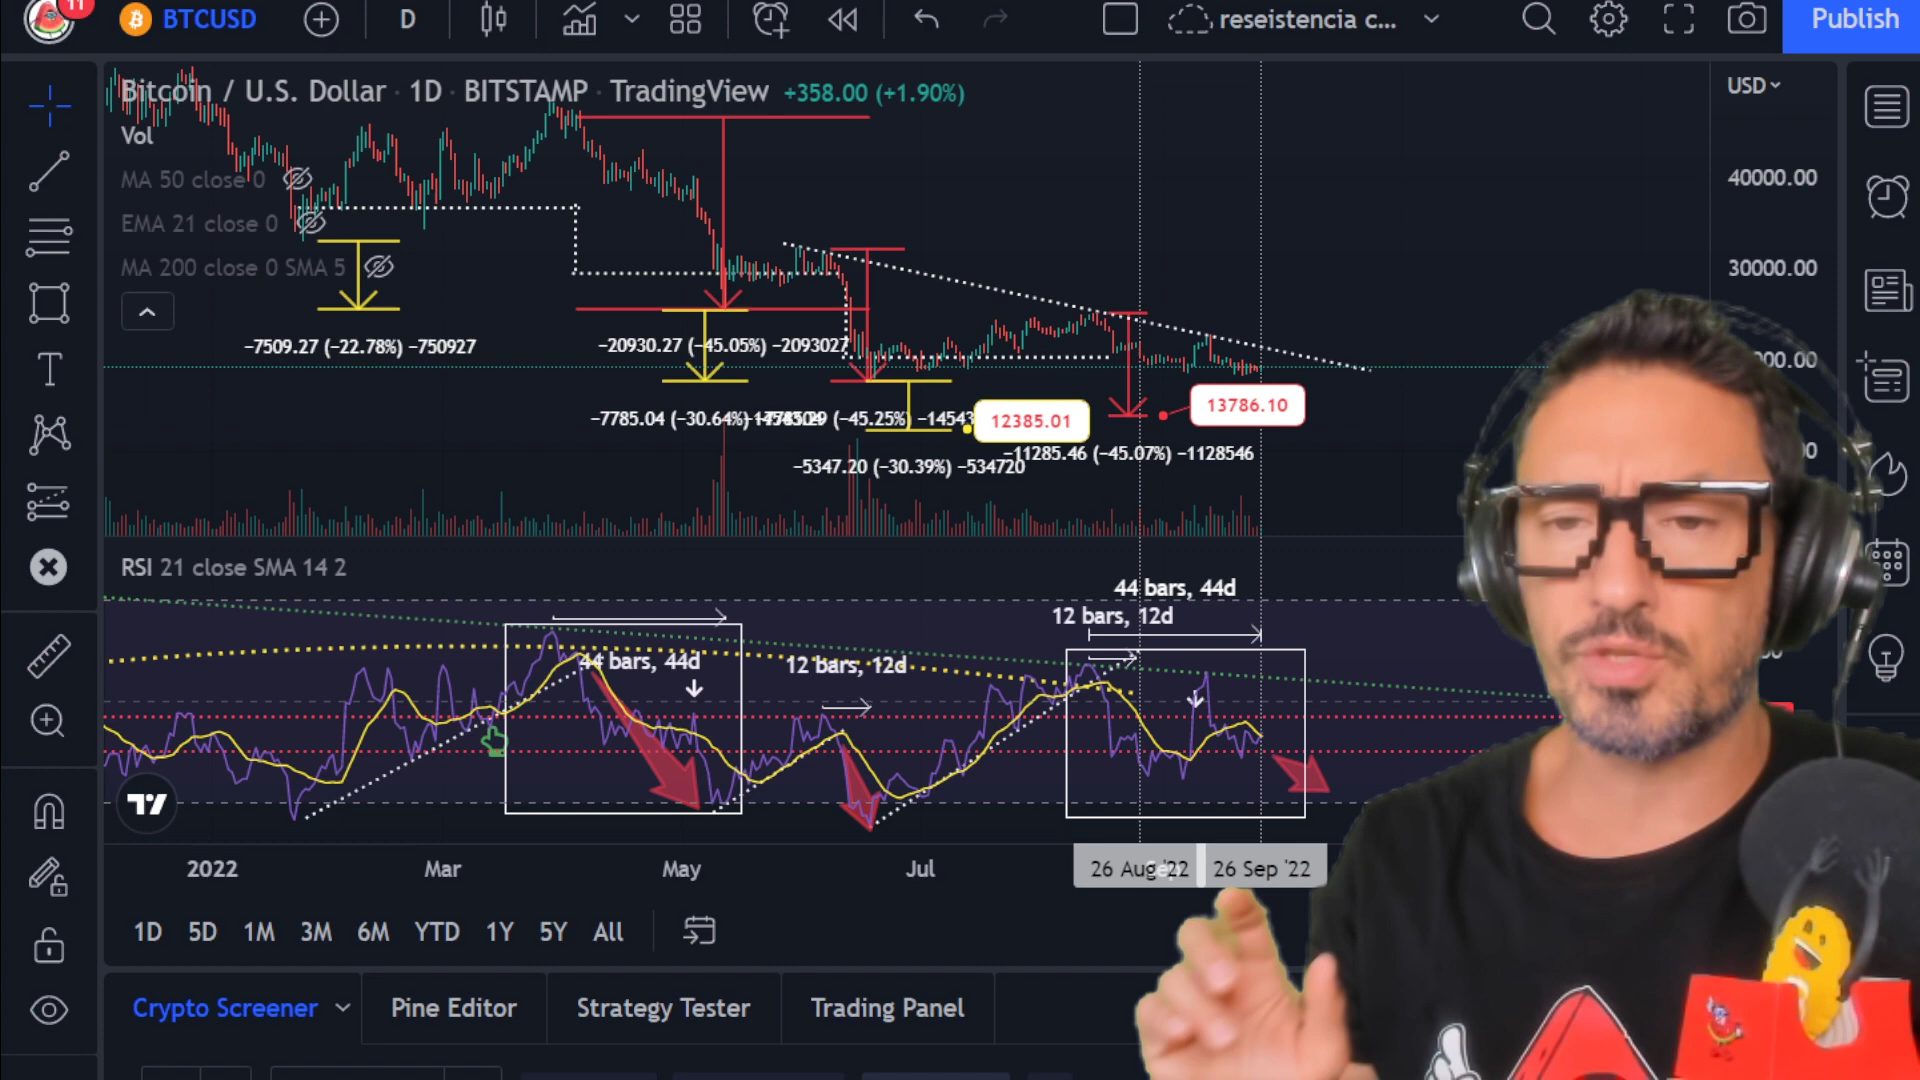 11
BTCUSD
D
reseistencia c...
Publish
Bitcoin / U.S. Dollar · 1D · BITSTAMP · TradingView +358.00 (+1.90%)
USD
Vol
MA 50 close 0
EMA 21 close 0
MA 200 close 0 SMA 5
40000.00
30000.00
000.00
0
−7509.27 (−22.78%) −750927
−20930.27 (−45.05%) −2093027
−7785.04 (−30.64%)
(−45.25%) −14543
12385.01
13786.10
−11285.46 (−45.07%) −1128546
−5347.20 (−30.39%) −534720
RSI 21 close SMA 14 2
44 bars, 44d
12 bars, 12d
44 bars, 44d
12 bars, 12d
2022
Mar
May
Jul
26 Aug '22
26 Sep '22
1D 5D 1M 3M 6M YTD 1Y 5Y All
Crypto Screener
Pine Editor
Strategy Tester
Trading Panel